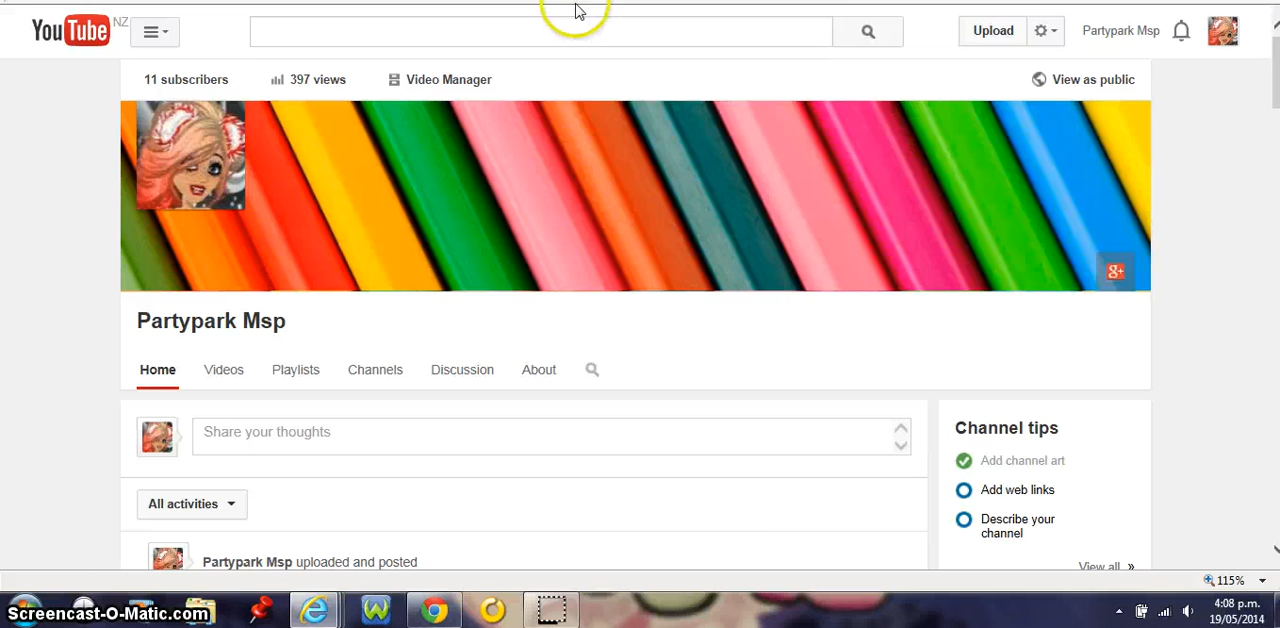 YouTube NZ
Upload
Partypark Msp
11 subscribers
397 views
Video Manager
View as public
g+
Partypark Msp
Home
Videos
Playlists
Channels
Discussion
About
Share your thoughts
Channel tips
Add channel art
Add web links
Describe your
channel
View all »
All activities
Partypark Msp uploaded and posted
115%
Screencast-O-Matic.com
4:08 p.m.
19/05/2014